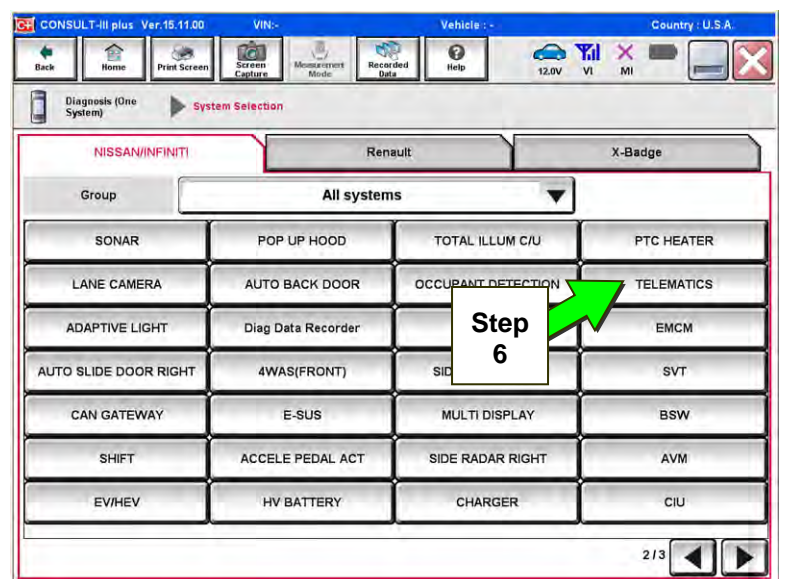 C+ CONSULT-III plus Ver.15.11.00 VIN:- Vehicle : - Country : U.S.A.
Back Home Print Screen Screen Capture Measurement Mode Recorded Data Help 12.0V VI MI
Diagnosis (One System) System Selection
NISSAN/INFINITI Renault X-Badge
Group All systems
SONAR POP UP HOOD TOTAL ILLUM C/U PTC HEATER
LANE CAMERA AUTO BACK DOOR OCCUPANT DETECTION TELEMATICS
ADAPTIVE LIGHT Diag Data Recorder EMCM
Step 6
AUTO SLIDE DOOR RIGHT 4WAS(FRONT) SID SVT
CAN GATEWAY E-SUS MULTI DISPLAY BSW
SHIFT ACCELE PEDAL ACT SIDE RADAR RIGHT AVM
EV/HEV HV BATTERY CHARGER CIU
2/3